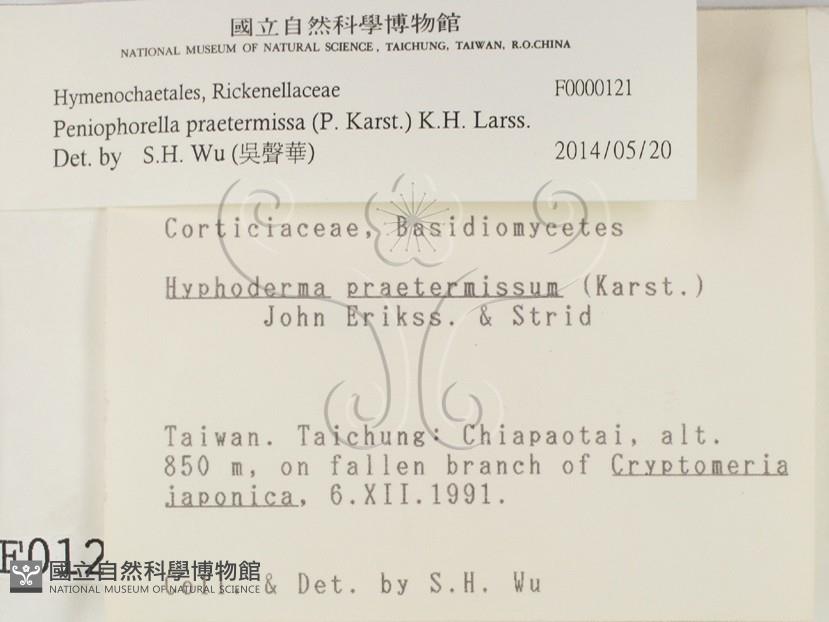 國立自然科學博物館
NATIONAL MUSEUM OF NATURAL SCIENCE, TAICHUNG, TAIWAN, R.O.CHINA
Hymenochaetales, Rickenellaceae F0000121
Peniophorella praetermissa (P. Karst.) K.H. Larss.
Det. by S.H. Wu (吳聲華) 2014/05/20
Corticiaceae, Basidiomycetes
Hyphoderma praetermissum (Karst.)
John Erikss. & Strid
Taiwan. Taichung: Chiapaotai, alt.
850 m, on fallen branch of Cryptomeria
japonica, 6.XII.1991.
F012
國立自然科學博物館
NATIONAL MUSEUM OF NATURAL SCIENCE
Coll. & Det. by S.H. Wu